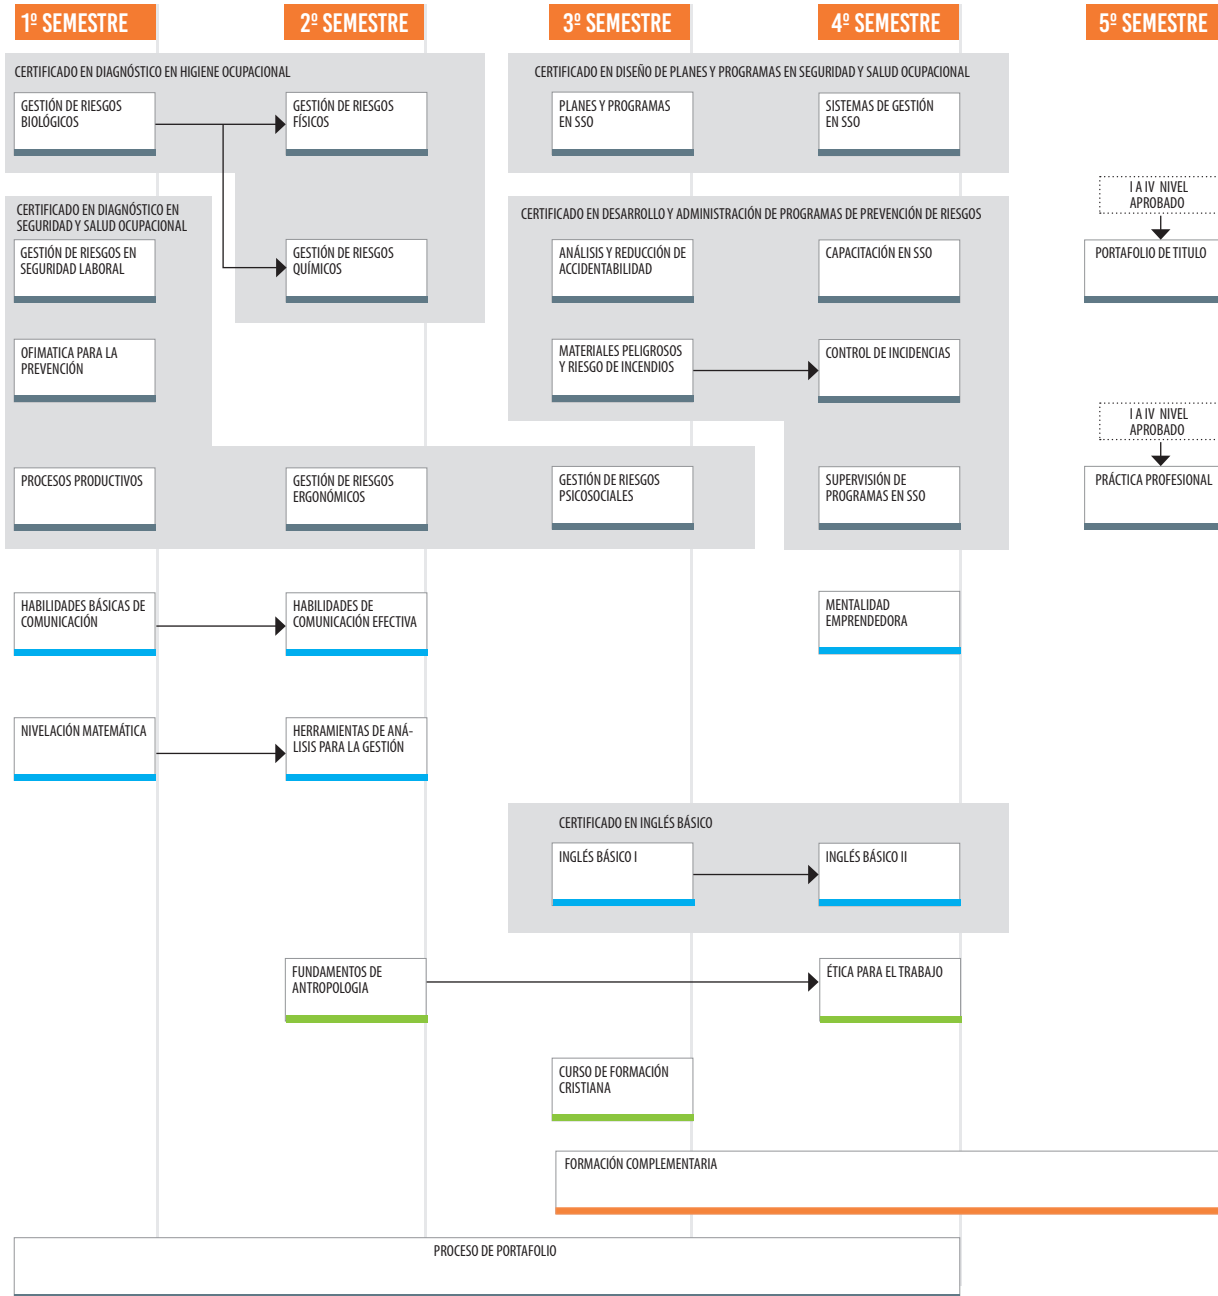 1º SEMESTRE
2º SEMESTRE
3º SEMESTRE
4º SEMESTRE
5º SEMESTRE
CERTIFICADO EN DIAGNÓSTICO EN HIGIENE OCUPACIONAL
CERTIFICADO EN DISEÑO DE PLANES Y PROGRAMAS EN SEGURIDAD Y SALUD OCUPACIONAL
GESTIÓN DE RIESGOS
BIOLÓGICOS
GESTIÓN DE RIESGOS
FÍSICOS
PLANES Y PROGRAMAS
EN SSO
SISTEMAS DE GESTIÓN
EN SSO
I A IV NIVEL
APROBADO
CERTIFICADO EN DIAGNÓSTICO EN
SEGURIDAD Y SALUD OCUPACIONAL
CERTIFICADO EN DESARROLLO Y ADMINISTRACIÓN DE PROGRAMAS DE PREVENCIÓN DE RIESGOS
GESTIÓN DE RIESGOS EN
SEGURIDAD LABORAL
GESTIÓN DE RIESGOS
QUÍMICOS
ANÁLISIS Y REDUCCIÓN DE
ACCIDENTABILIDAD
CAPACITACIÓN EN SSO
PORTAFOLIO DE TITULO
OFIMATICA PARA LA
PREVENCIÓN
MATERIALES PELIGROSOS
Y RIESGO DE INCENDIOS
CONTROL DE INCIDENCIAS
I A IV NIVEL
APROBADO
PROCESOS PRODUCTIVOS
GESTIÓN DE RIESGOS
ERGONÓMICOS
GESTIÓN DE RIESGOS
PSICOSOCIALES
SUPERVISIÓN DE
PROGRAMAS EN SSO
PRÁCTICA PROFESIONAL
HABILIDADES BÁSICAS DE
COMUNICACIÓN
HABILIDADES DE
COMUNICACIÓN EFECTIVA
MENTALIDAD
EMPRENDEDORA
NIVELACIÓN MATEMÁTICA
HERRAMIENTAS DE ANÁ-
LISIS PARA LA GESTIÓN
CERTIFICADO EN INGLÉS BÁSICO
INGLÉS BÁSICO I
INGLÉS BÁSICO II
FUNDAMENTOS DE
ANTROPOLOGIA
ÉTICA PARA EL TRABAJO
CURSO DE FORMACIÓN
CRISTIANA
FORMACIÓN COMPLEMENTARIA
PROCESO DE PORTAFOLIO